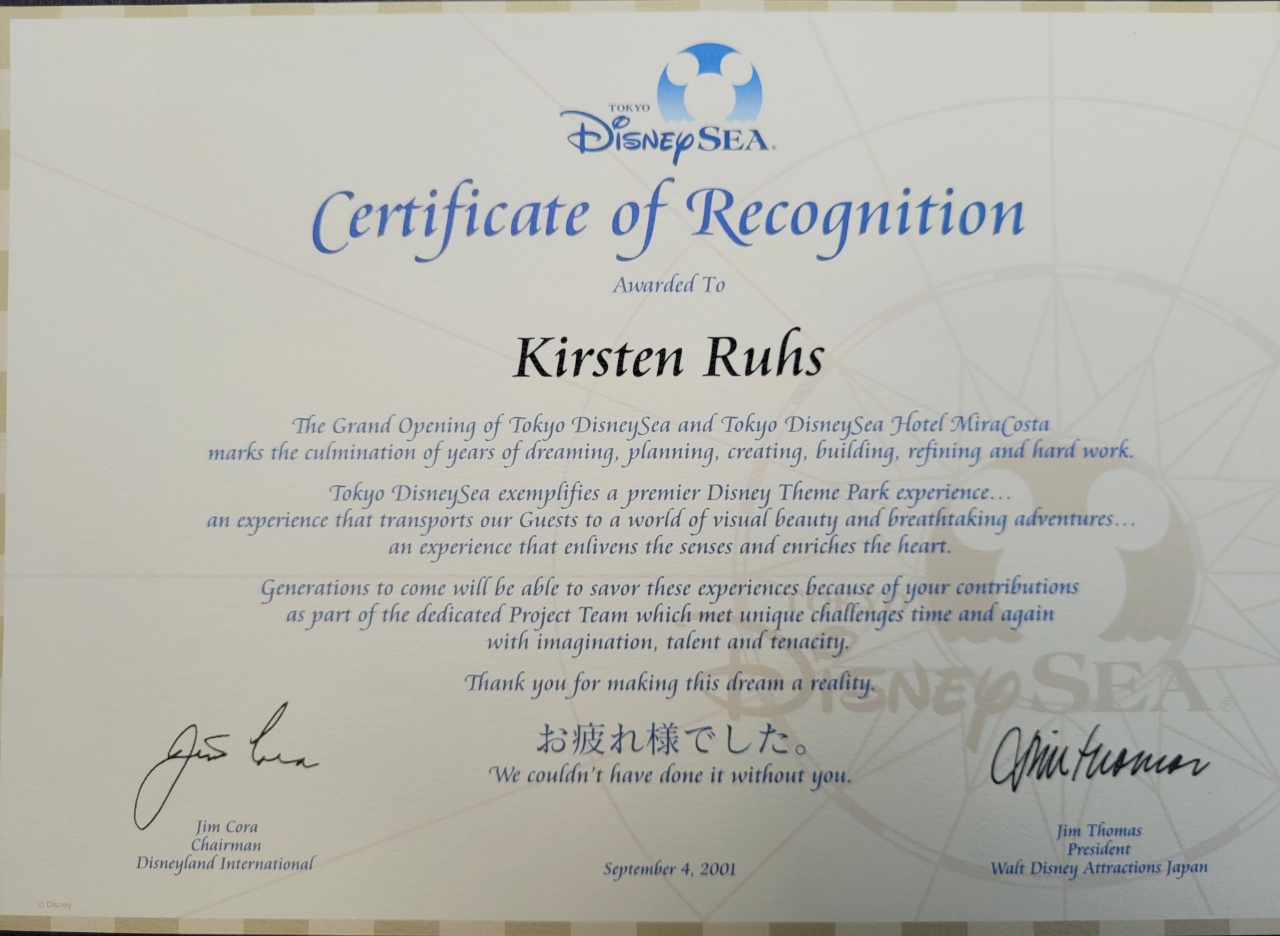 TOKYO
DISNEYSEA®
Certificate of Recognition
Awarded To
Kirsten Ruhs
The Grand Opening of Tokyo DisneySea and Tokyo DisneySea Hotel MiraCosta
marks the culmination of years of dreaming, planning, creating, building, refining and hard work.
Tokyo DisneySea exemplifies a premier Disney Theme Park experience…
an experience that transports our Guests to a world of visual beauty and breathtaking adventures…
an experience that enlivens the senses and enriches the heart.
Generations to come will be able to savor these experiences because of your contributions
as part of the dedicated Project Team which met unique challenges time and again
with imagination, talent and tenacity.
Thank you for making this dream a reality.
お疲れ様でした。
We couldn't have done it without you.
Jim Cora
Jim Cora
Chairman
Disneyland International
September 4, 2001
Jim Thomas
Jim Thomas
President
Walt Disney Attractions Japan
TOKYO
DISNEYSEA®
© Disney